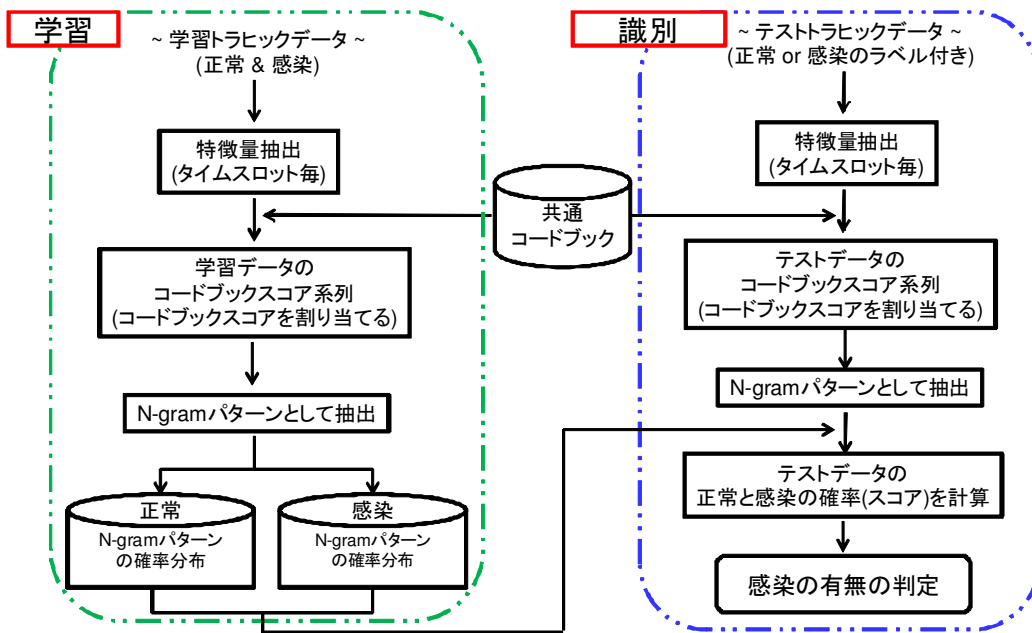 学習
~ 学習トラヒックデータ ~
(正常 & 感染)
特徴量抽出
(タイムスロット毎)
学習データの
コードブックスコア系列
(コードブックスコアを割り当てる)
N-gramパターンとして抽出
正常
N-gramパターン
の確率分布
感染
N-gramパターン
の確率分布
共通
コードブック
識別
~ テストトラヒックデータ ~
(正常 or 感染のラベル付き)
特徴量抽出
(タイムスロット毎)
テストデータの
コードブックスコア系列
(コードブックスコアを割り当てる)
N-gramパターンとして抽出
テストデータの
正常と感染の確率(スコア)を計算
感染の有無の判定